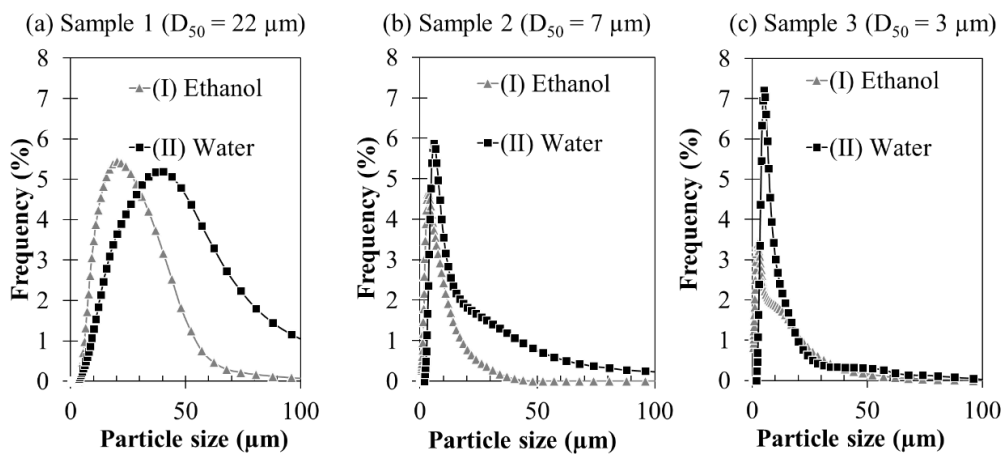 (a) Sample 1 (D50 = 22 µm)
8
7
6
5
4
3
2
1
0
Frequency (%)
(I) Ethanol
(II) Water
0
50
100
Particle size (µm)
(b) Sample 2 (D50 = 7 µm)
8
7
6
5
4
3
2
1
0
Frequency (%)
(I) Ethanol
(II) Water
0
50
100
Particle size (µm)
(c) Sample 3 (D50 = 3 µm)
8
7
6
5
4
3
2
1
0
Frequency (%)
(I) Ethanol
(II) Water
0
50
100
Particle size (µm)